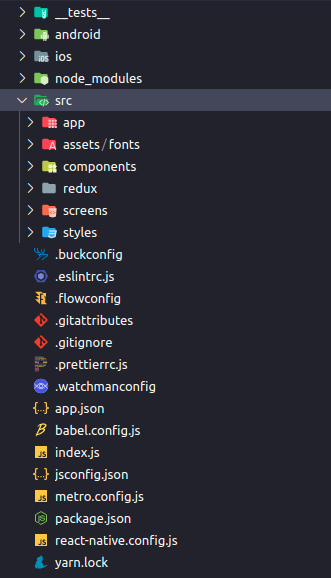 __tests__
android
ios
node_modules
src
app
assets/fonts
components
redux
screens
styles
.buckconfig
.eslintrc.js
.flowconfig
.gitattributes
.gitignore
.prettierrc.js
.watchmanconfig
app.json
babel.config.js
index.js
jsconfig.json
metro.config.js
package.json
react-native.config.js
yarn.lock